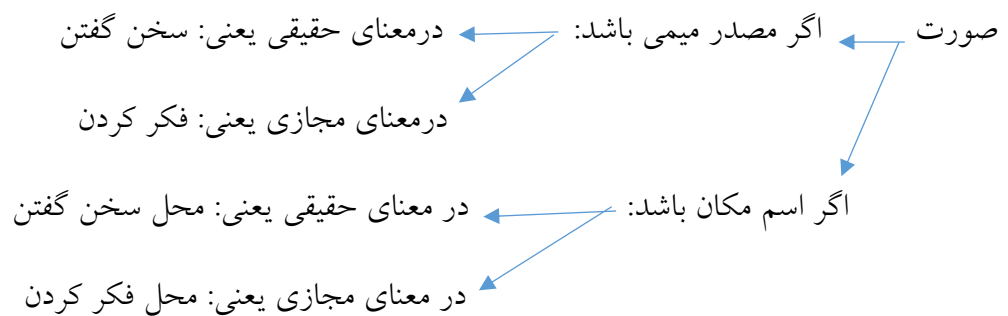 صورت اگر مصدر میمی باشد: درمعنای حقیقی یعنی: سخن گفتن
درمعنای مجازی یعنی: فکر کردن
اگر اسم مکان باشد: در معنای حقیقی یعنی: محل سخن گفتن
در معنای مجازی یعنی: محل فکر کردن